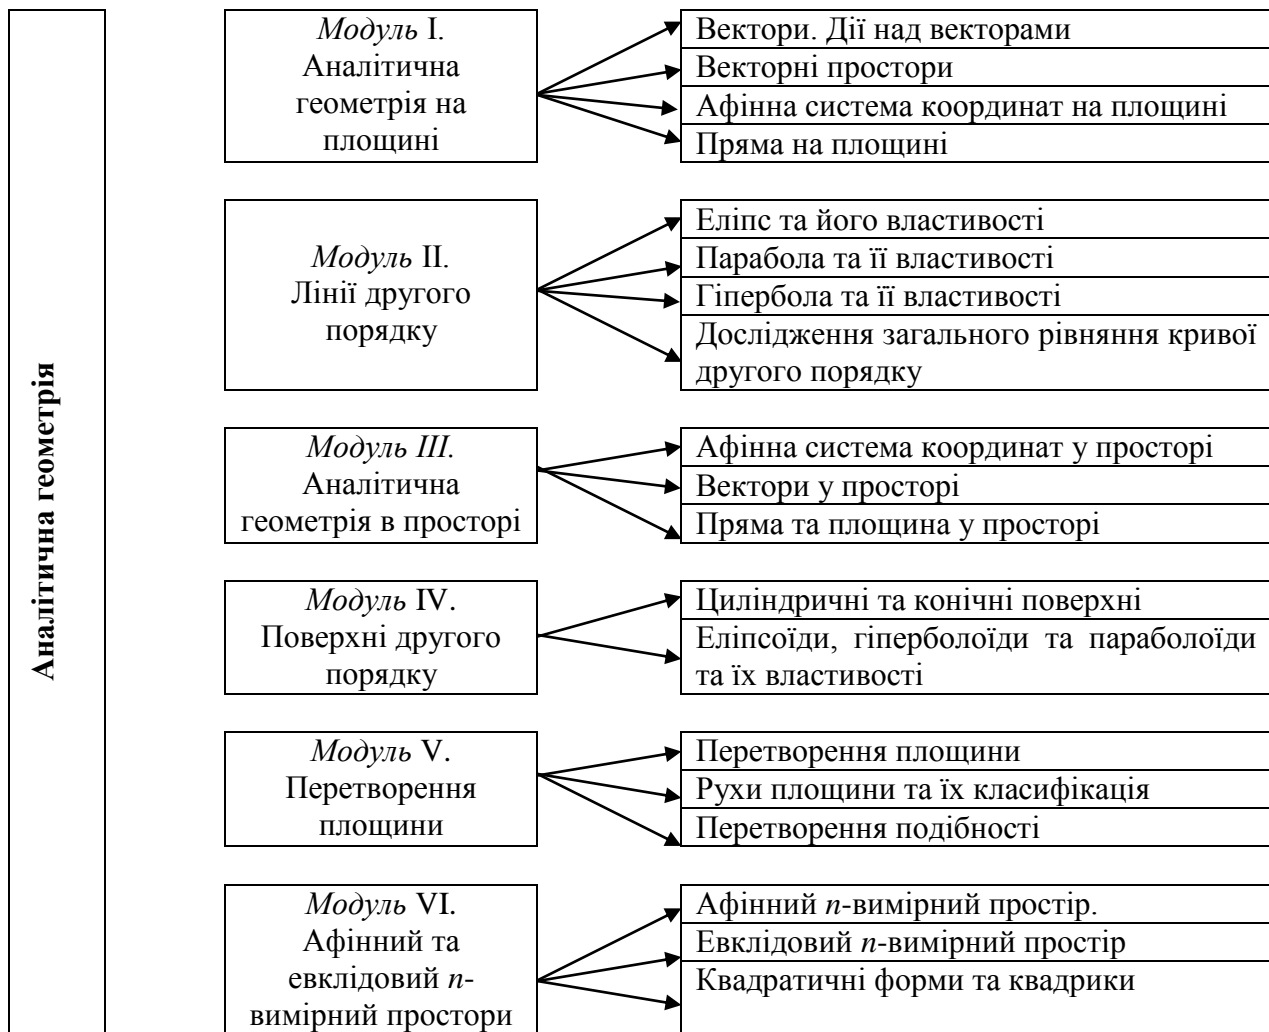 Аналітична геометрія
Модуль I.
Аналітична
геометрія на
площині
Вектори. Дії над векторами
Векторні простори
Афінна система координат на площині
Пряма на площині
Модуль II.
Лінії другого
порядку
Еліпс та його властивості
Парабола та її властивості
Гіпербола та її властивості
Дослідження загального рівняння кривої
другого порядку
Модуль III.
Аналітична
геометрія в просторі
Афінна система координат у просторі
Вектори у просторі
Пряма та площина у просторі
Модуль IV.
Поверхні другого
порядку
Циліндричні та конічні поверхні
Еліпсоїди, гіперболоїди та параболоїди
та їх властивості
Модуль V.
Перетворення
площини
Перетворення площини
Рухи площини та їх класифікація
Перетворення подібності
Модуль VI.
Афінний та
евклідовий n-
вимірний простори
Афінний n-вимірний простір.
Евклідовий n-вимірний простір
Квадратичні форми та квадрики